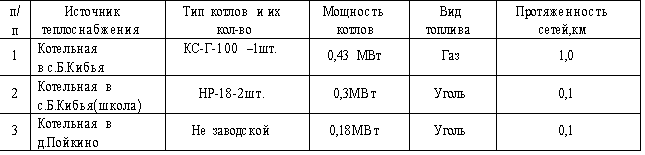 п/п Источник теплоснабжения Тип котлов и их кол-во Мощность котлов Вид топлива Протяженность сетей,км
1 Котельная в с.Б.Кибья КС-Г-100 –1шт. 0,43 МВт Газ 1,0
2 Котельная в с.Б.Кибья(школа) НР-18-2шт. 0,3МВт Уголь 0,1
3 Котельная в д.Пойкино Не заводской 0,18МВт Уголь 0,1